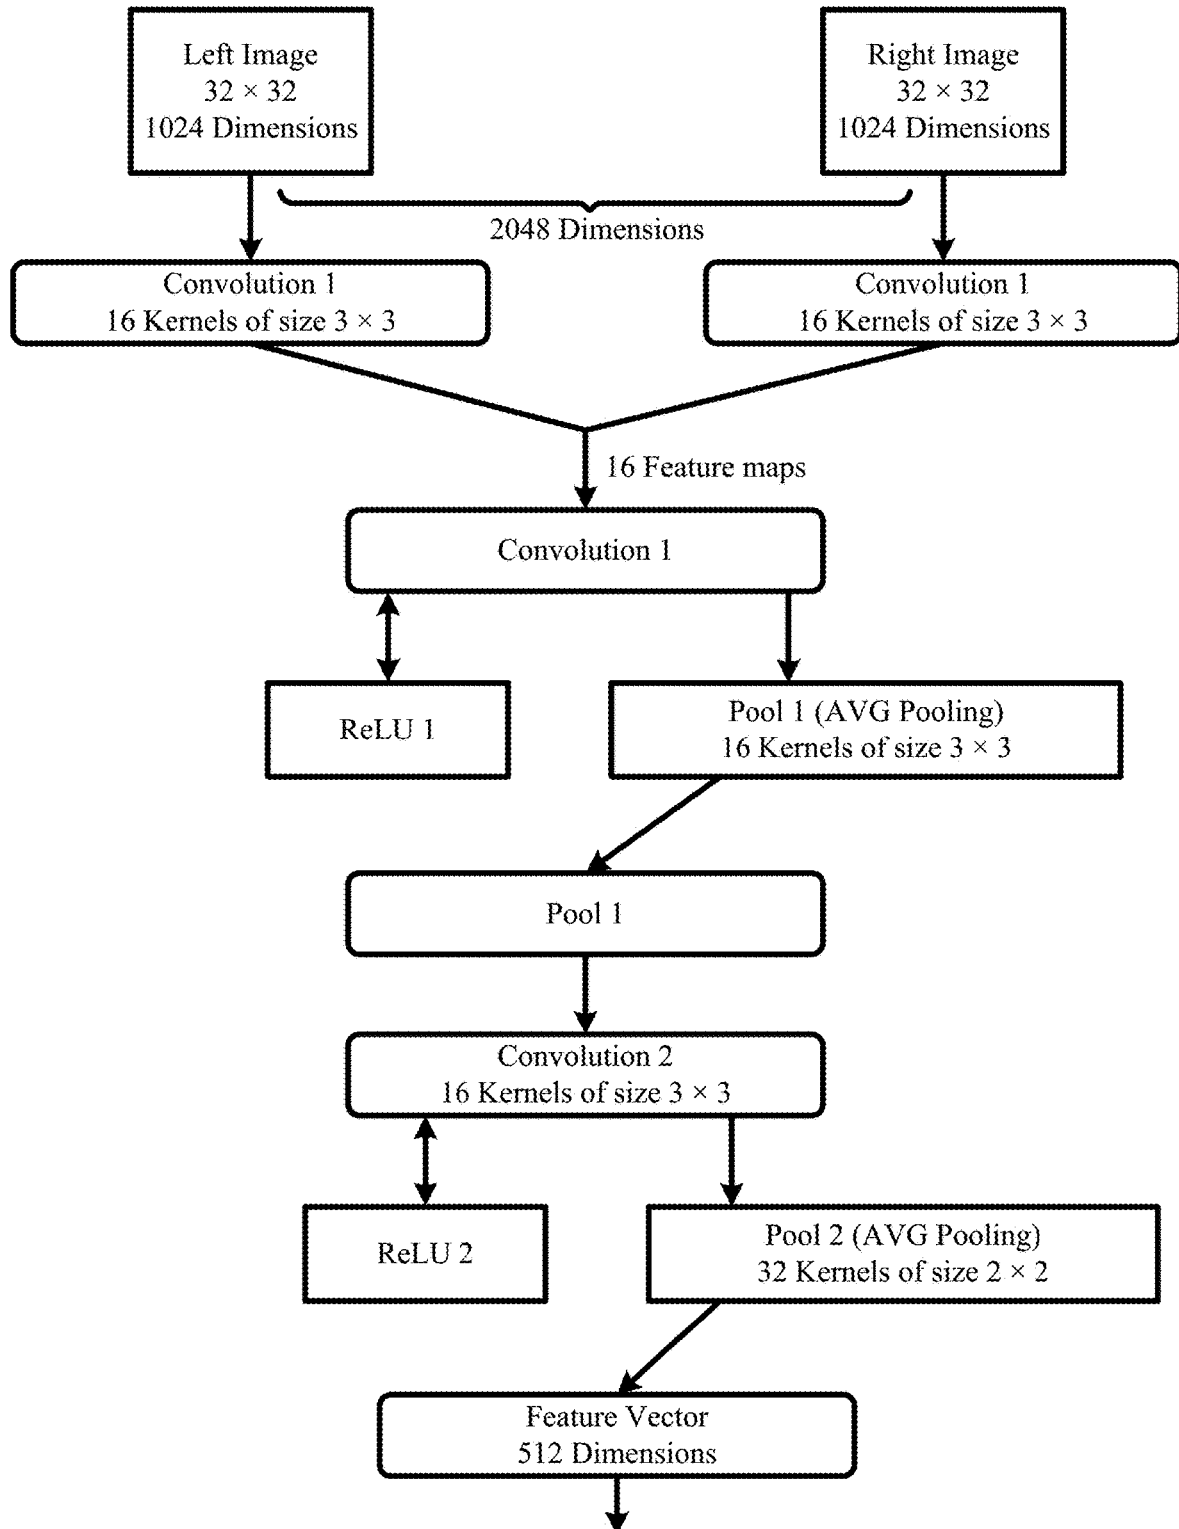 Left Image
32 × 32
1024 Dimensions
Right Image
32 × 32
1024 Dimensions
2048 Dimensions
Convolution 1
16 Kernels of size 3 × 3
Convolution 1
16 Kernels of size 3 × 3
16 Feature maps
Convolution 1
ReLU 1
Pool 1 (AVG Pooling)
16 Kernels of size 3 × 3
Pool 1
Convolution 2
16 Kernels of size 3 × 3
ReLU 2
Pool 2 (AVG Pooling)
32 Kernels of size 2 × 2
Feature Vector
512 Dimensions